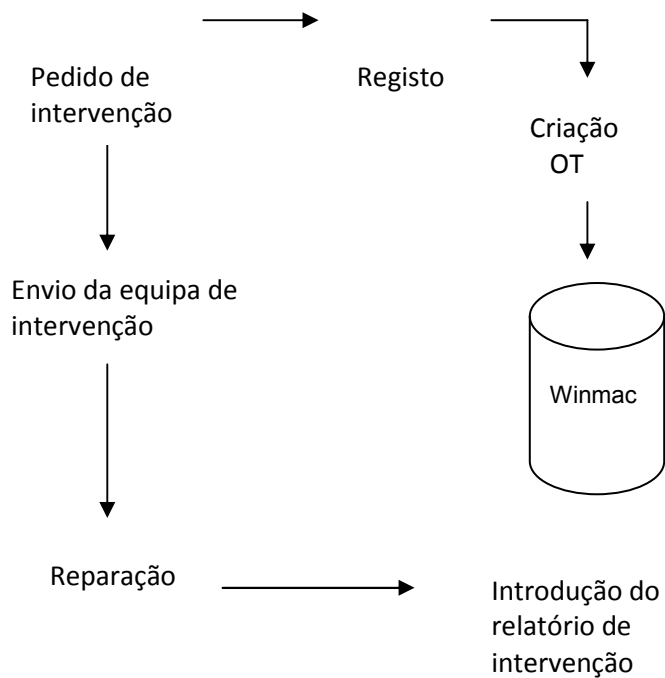 Pedido de
intervenção
Registo
Criação
OT
Envio da equipa de
intervenção
Winmac
Reparação
Introdução do
relatório de
intervenção